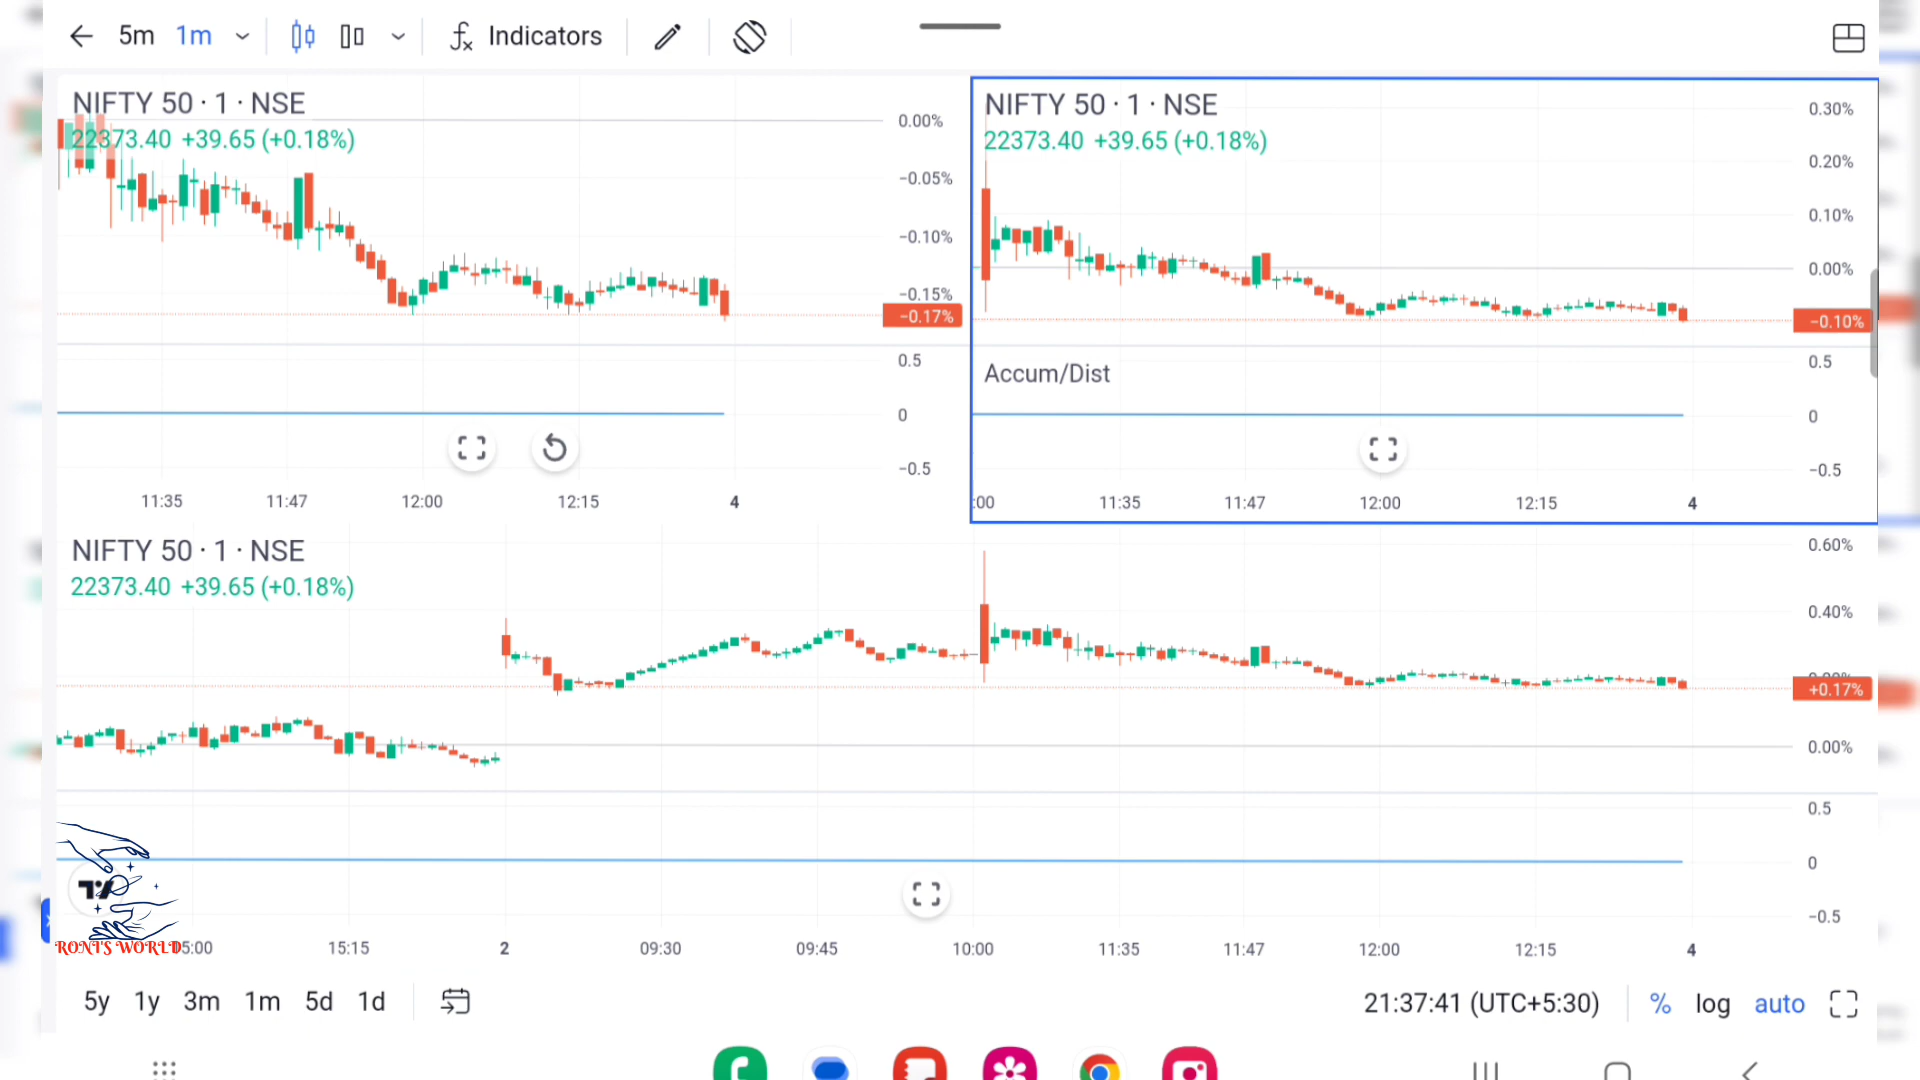 5m 1m Indicators
NIFTY 50 · 1 · NSE
22373.40 +39.65 (+0.18%)
0.00%
−0.05%
−0.10%
−0.15%
−0.17%
0.5
0
−0.5
11:35 11:47 12:00 12:15 4
NIFTY 50 · 1 · NSE
22373.40 +39.65 (+0.18%)
0.30%
0.20%
0.10%
0.00%
−0.10%
Accum/Dist
0.5
0
−0.5
:00 11:35 11:47 12:00 12:15 4
NIFTY 50 · 1 · NSE
22373.40 +39.65 (+0.18%)
0.60%
0.40%
+0.17%
0.00%
0.5
0
−0.5
RONI'S WORLD
5:00 15:15 2 09:30 09:45 10:00 11:35 11:47 12:00 12:15 4
5y 1y 3m 1m 5d 1d
21:37:41 (UTC+5:30) % log auto